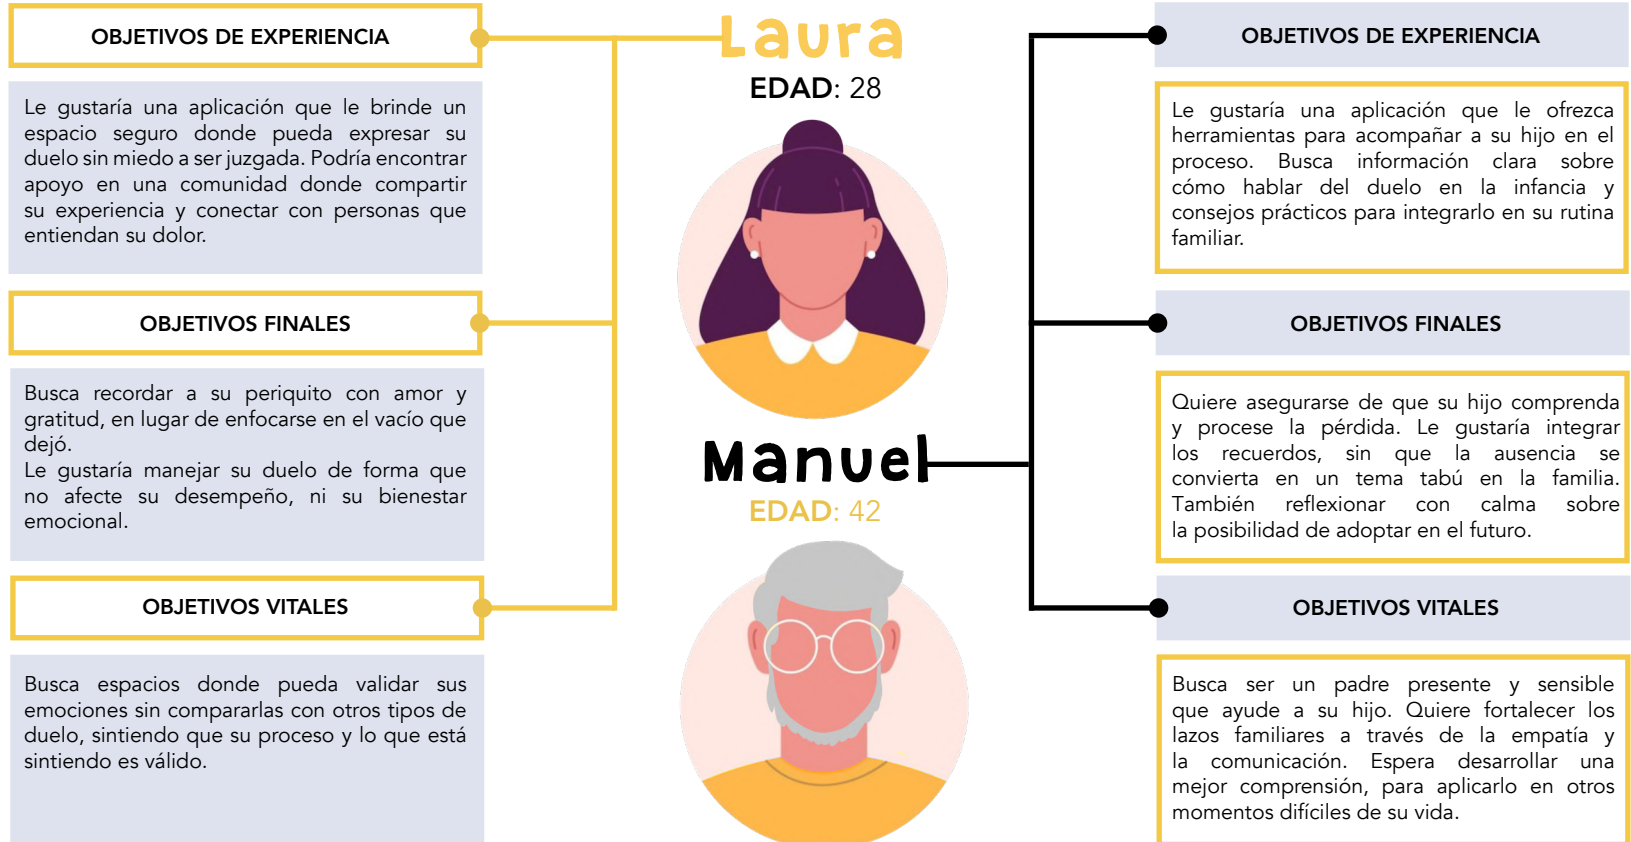 Laura
EDAD: 28
OBJETIVOS DE EXPERIENCIA
Le gustaría una aplicación que le brinde un
espacio seguro donde pueda expresar su
duelo sin miedo a ser juzgada. Podría encontrar
apoyo en una comunidad donde compartir
su experiencia y conectar con personas que
entiendan su dolor.
OBJETIVOS FINALES
Busca recordar a su periquito con amor y
gratitud, en lugar de enfocarse en el vacío que
dejó.
Le gustaría manejar su duelo de forma que
no afecte su desempeño, ni su bienestar
emocional.
OBJETIVOS VITALES
Busca espacios donde pueda validar sus
emociones sin compararlas con otros tipos de
duelo, sintiendo que su proceso y lo que está
sintiendo es válido.
Manuel
EDAD: 42
OBJETIVOS DE EXPERIENCIA
Le gustaría una aplicación que le ofrezca
herramientas para acompañar a su hijo en el
proceso. Busca información clara sobre
cómo hablar del duelo en la infancia y
consejos prácticos para integrarlo en su rutina
familiar.
OBJETIVOS FINALES
Quiere asegurarse de que su hijo comprenda
y procese la pérdida. Le gustaría integrar
los recuerdos, sin que la ausencia se
convierta en un tema tabú en la familia.
También reflexionar con calma sobre
la posibilidad de adoptar en el futuro.
OBJETIVOS VITALES
Busca ser un padre presente y sensible
que ayude a su hijo. Quiere fortalecer los
lazos familiares a través de la empatía y
la comunicación. Espera desarrollar una
mejor comprensión, para aplicarlo en otros
momentos difíciles de su vida.